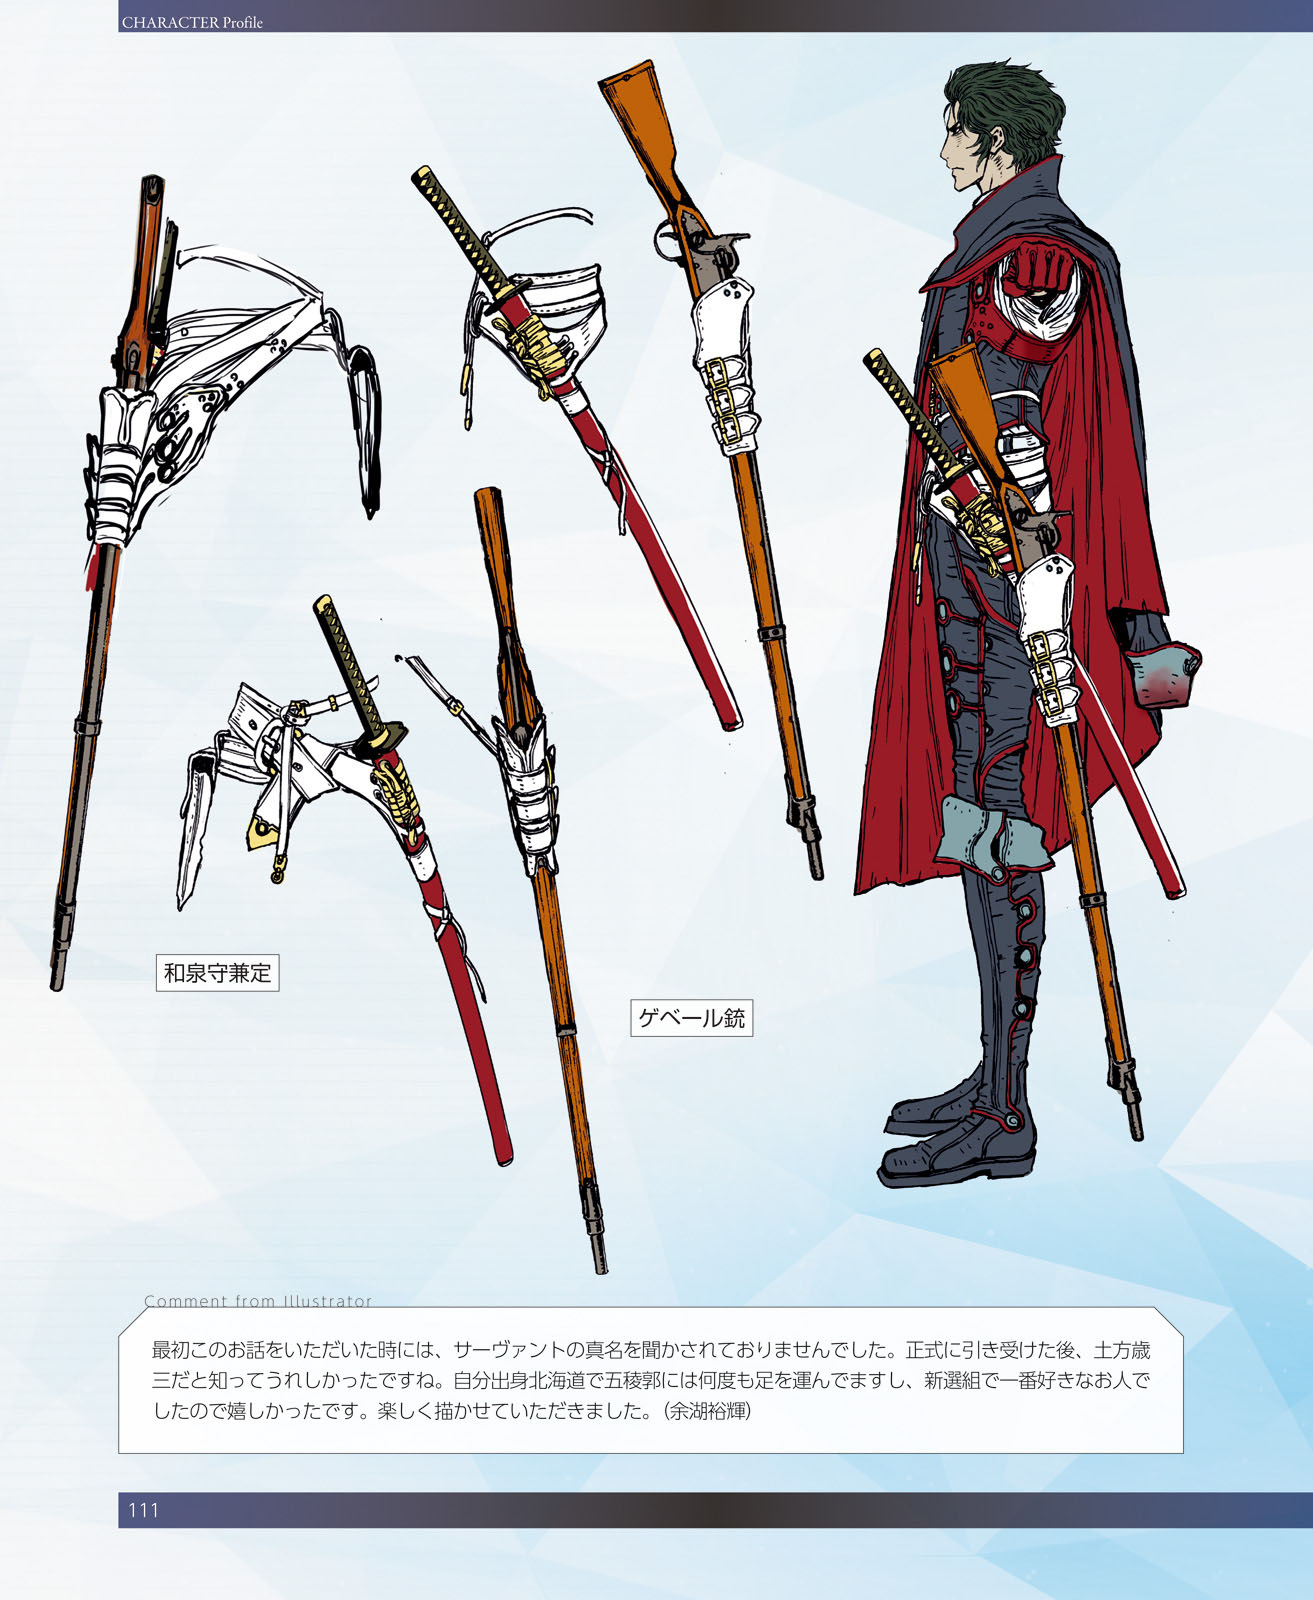 CHARACTER Profile
和泉守兼定
ゲベール銃
Comment from Illustrator
最初このお話をいただいた時には、サーヴァントの真名を聞かされておりませんでした。正式に引き受けた後、土方歳
三だと知ってうれしかったですね。自分出身北海道で五稜郭には何度も足を運んでますし、新選組で一番好きなお人で
したので嬉しかったです。楽しく描かせていただきました。（余湖裕輝）
111